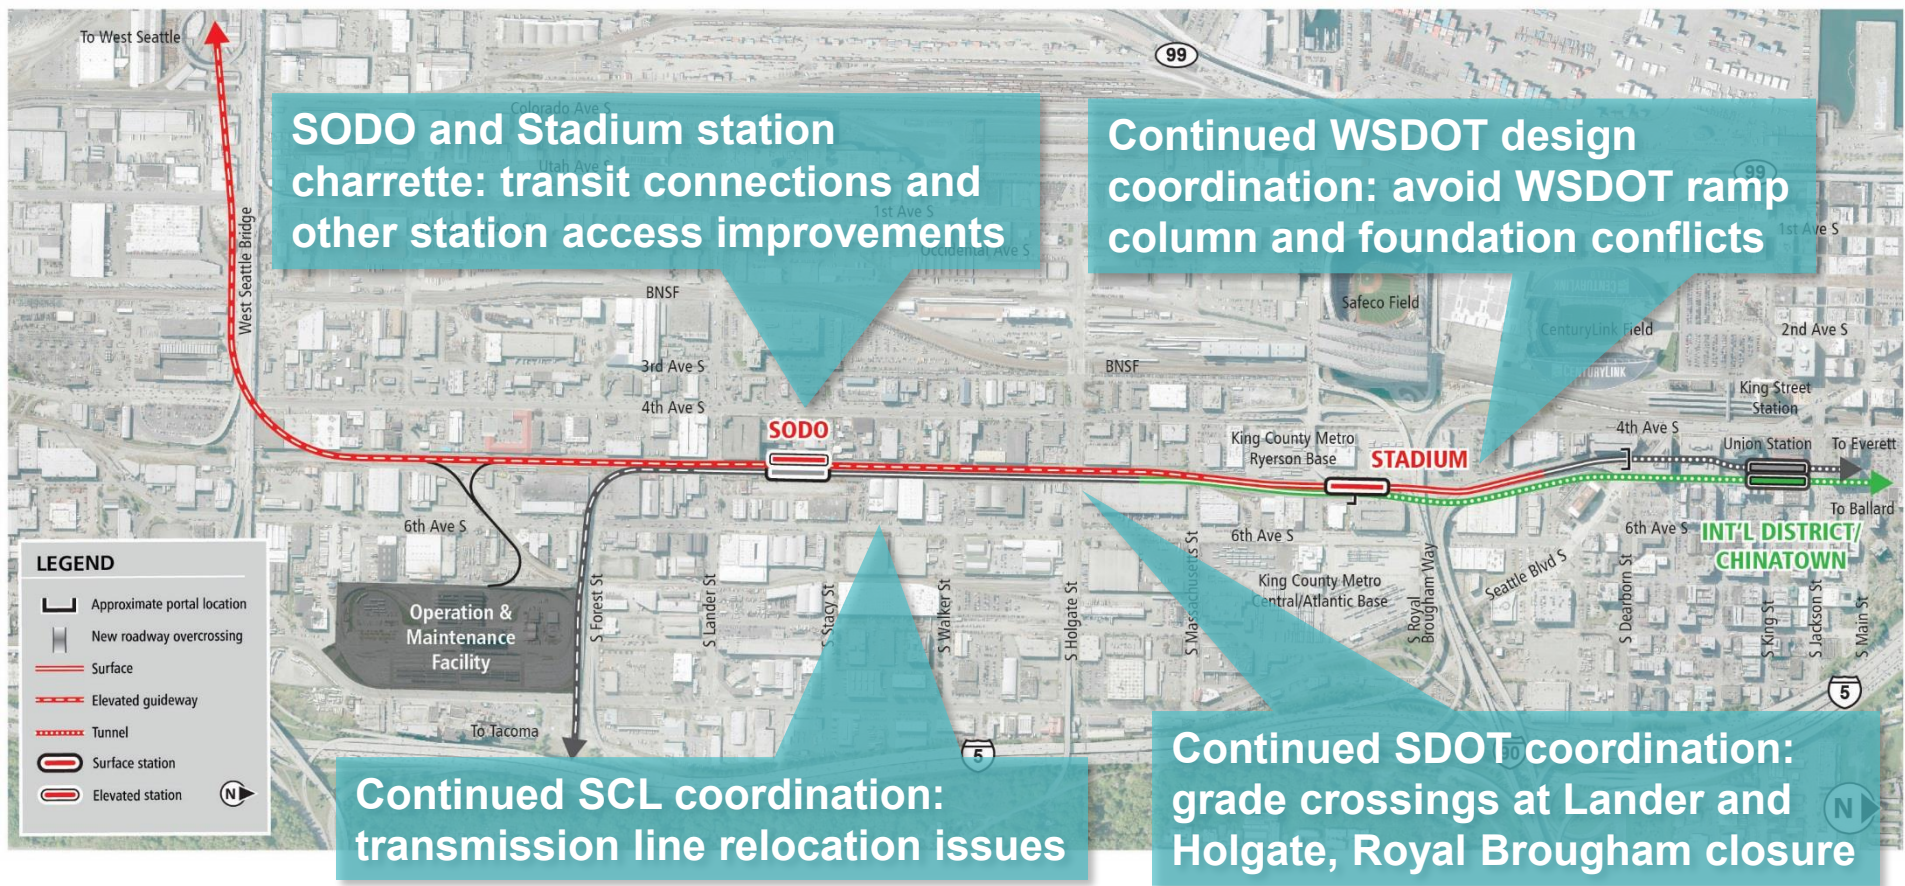 To West Seattle
99
Colorado Ave S
SODO and Stadium station
charrette: transit connections and
other station access improvements
Utah Ave S
1st Ave S
Occidental Ave S
Continued WSDOT design
coordination: avoid WSDOT ramp
column and foundation conflicts
99
1st Ave S
West Seattle Bridge
BNSF
Safeco Field
CenturyLink Field
2nd Ave S
3rd Ave S
BNSF
CENTURYLINK
King Street
Station
4th Ave S
SODO
King County Metro
Ryerson Base
STADIUM
4th Ave S
Union Station
To Everett
To Ballard
6th Ave S
6th Ave S
6th Ave S
INT'L DISTRICT/
CHINATOWN
LEGEND
Approximate portal location
New roadway overcrossing
Surface
Elevated guideway
Tunnel
Surface station
Elevated station
N
Operation &
Maintenance
Facility
To Tacoma
S Forest St
S Lander St
S Stacy St
S Walker St
S Holgate St
S Massachusetts St
King County Metro
Central/Atlantic Base
S Royal
Brougham Way
Seattle Blvd S
S Dearborn St
S King St
S Jackson St
S Main St
5
5
90
N
Continued SCL coordination:
transmission line relocation issues
Continued SDOT coordination:
grade crossings at Lander and
Holgate, Royal Brougham closure